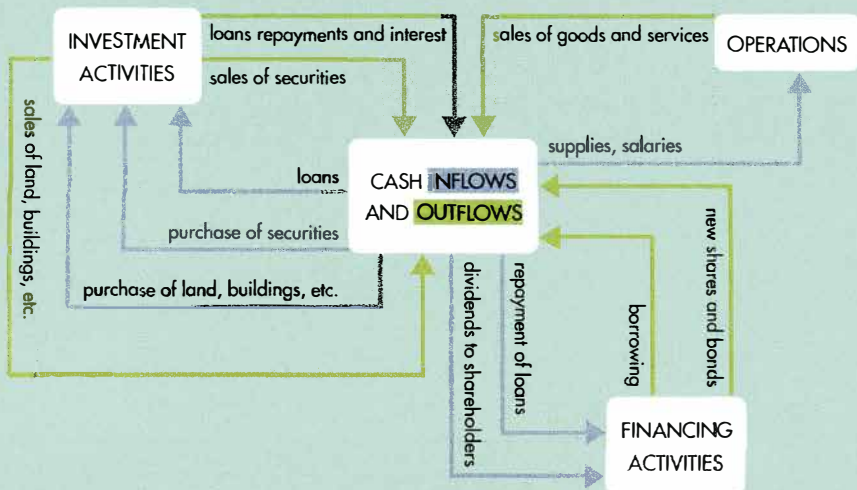 INVESTMENT
ACTIVITIES
loans repayments and interest
sales of securities
sales of goods and services
OPERATIONS
supplies, salaries
sales of land, buildings, etc.
loans
purchase of securities
purchase of land, buildings, etc.
CASH INFLOWS
AND OUTFLOWS
dividends to shareholders
repayment of loans
borrowing
new shares and bonds
FINANCING
ACTIVITIES